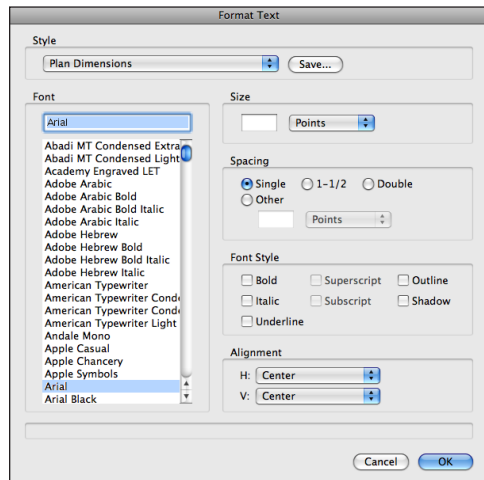 Format Text
Style
Plan Dimensions
Save...
Font
Arial
Abadi MT Condensed Extra
Abadi MT Condensed Light
Academy Engraved LET
Adobe Arabic
Adobe Arabic Bold
Adobe Arabic Bold Italic
Adobe Arabic Italic
Adobe Hebrew
Adobe Hebrew Bold
Adobe Hebrew Bold Italic
Adobe Hebrew Italic
American Typewriter
American Typewriter Conde
American Typewriter Conde
American Typewriter Light
Andale Mono
Apple Casual
Apple Chancery
Apple Symbols
Arial
Arial Black
Size
Points
Spacing
Single 1-1/2 Double
Other
Points
Font Style
Bold Superscript Outline
Italic Subscript Shadow
Underline
Alignment
H: Center
V: Center
Cancel OK